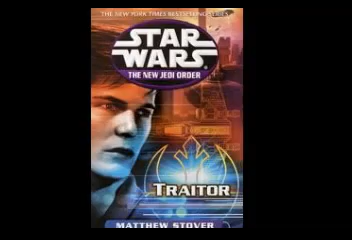 THE NEW YORK TIMES BESTSELLING SERIES
STAR
WARS
THE NEW JEDI ORDER
TRAITOR
MATTHEW STOVER